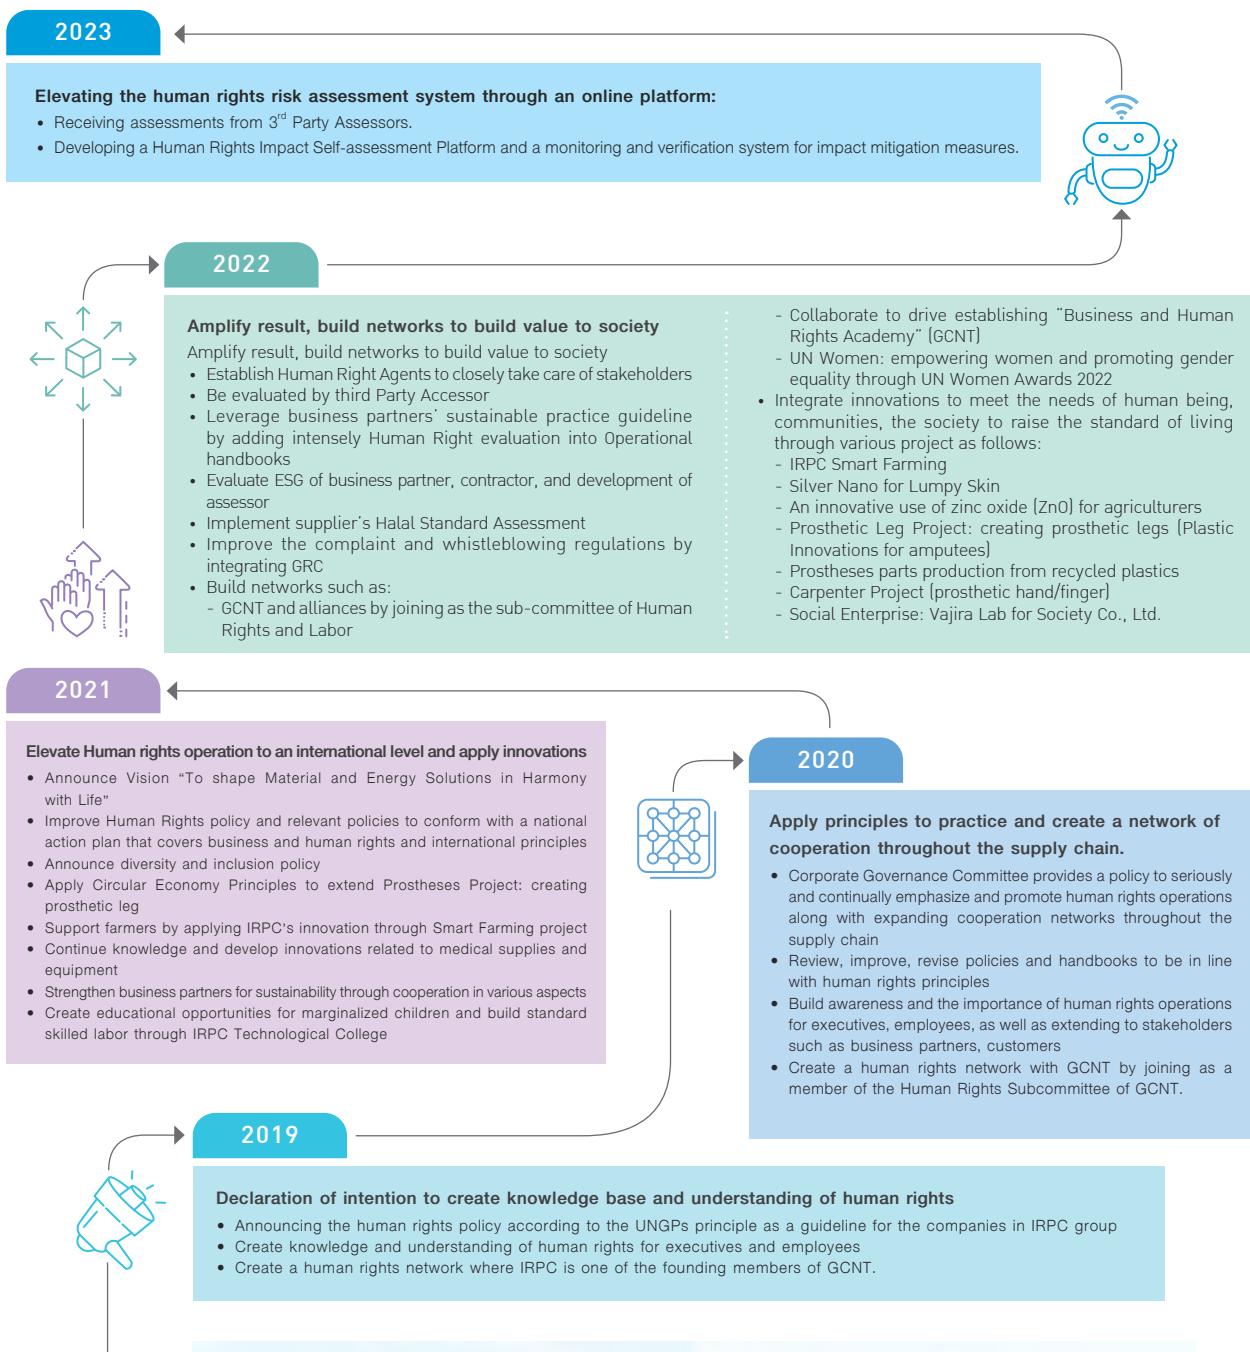 2023
Elevating the human rights risk assessment system through an online platform:
• Receiving assessments from 3rd Party Assessors.
• Developing a Human Rights Impact Self-assessment Platform and a monitoring and verification system for impact mitigation measures.
2022
Amplify result, build networks to build value to society
Amplify result, build networks to build value to society
• Establish Human Right Agents to closely take care of stakeholders
• Be evaluated by third Party Accessor
• Leverage business partners' sustainable practice guideline
by adding intensely Human Right evaluation into Operational
handbooks
• Evaluate ESG of business partner, contractor, and development of
assessor
• Implement supplier's Halal Standard Assessment
• Improve the complaint and whistleblowing regulations by
integrating GRC
• Build networks such as:
- GCNT and alliances by joining as the sub-committee of Human
Rights and Labor
- Collaborate to drive establishing "Business and Human
Rights Academy" (GCNT)
- UN Women: empowering women and promoting gender
equality through UN Women Awards 2022
• Integrate innovations to meet the needs of human being,
communities, the society to raise the standard of living
through various project as follows:
- IRPC Smart Farming
- Silver Nano for Lumpy Skin
- An innovative use of zinc oxide (ZnO) for agriculturers
- Prosthetic Leg Project: creating prosthetic legs (Plastic
Innovations for amputees)
- Prostheses parts production from recycled plastics
- Carpenter Project (prosthetic hand/finger)
- Social Enterprise: Vajira Lab for Society Co., Ltd.
2021
Elevate Human rights operation to an international level and apply innovations
• Announce Vision "To shape Material and Energy Solutions in Harmony
with Life"
• Improve Human Rights policy and relevant policies to conform with a national
action plan that covers business and human rights and international principles
• Announce diversity and inclusion policy
• Apply Circular Economy Principles to extend Prostheses Project: creating
prosthetic leg
• Support farmers by applying IRPC's innovation through Smart Farming project
• Continue knowledge and develop innovations related to medical supplies and
equipment
• Strengthen business partners for sustainability through cooperation in various aspects
• Create educational opportunities for marginalized children and build standard
skilled labor through IRPC Technological College
2020
Apply principles to practice and create a network of
cooperation throughout the supply chain.
• Corporate Governance Committee provides a policy to seriously
and continually emphasize and promote human rights operations
along with expanding cooperation networks throughout the
supply chain
• Review, improve, revise policies and handbooks to be in line
with human rights principles
• Build awareness and the importance of human rights operations
for executives, employees, as well as extending to stakeholders
such as business partners, customers
• Create a human rights network with GCNT by joining as a
member of the Human Rights Subcommittee of GCNT.
2019
Declaration of intention to create knowledge base and understanding of human rights
• Announcing the human rights policy according to the UNGPs principle as a guideline for the companies in IRPC group
• Create knowledge and understanding of human rights for executives and employees
• Create a human rights network where IRPC is one of the founding members of GCNT.